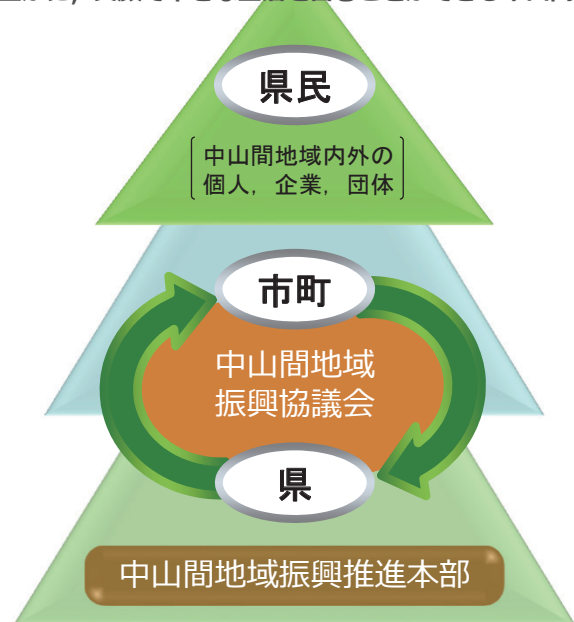 県民
中山間地域内外の
個人，企業，団体
市町
中山間地域
振興協議会
県
中山間地域振興推進本部